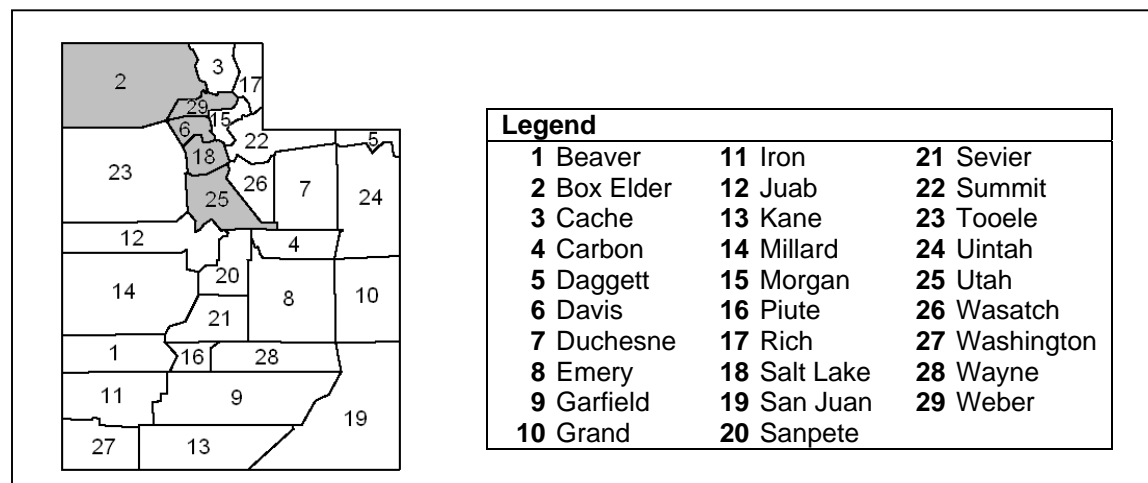 2
3
17
29
15
6
5
22
18
23
26
7
24
25
12
4
20
14
8
10
21
1
16
28
11
9
19
27
13
Legend
1 Beaver 11 Iron 21 Sevier
2 Box Elder 12 Juab 22 Summit
3 Cache 13 Kane 23 Tooele
4 Carbon 14 Millard 24 Uintah
5 Daggett 15 Morgan 25 Utah
6 Davis 16 Piute 26 Wasatch
7 Duchesne 17 Rich 27 Washington
8 Emery 18 Salt Lake 28 Wayne
9 Garfield 19 San Juan 29 Weber
10 Grand 20 Sanpete